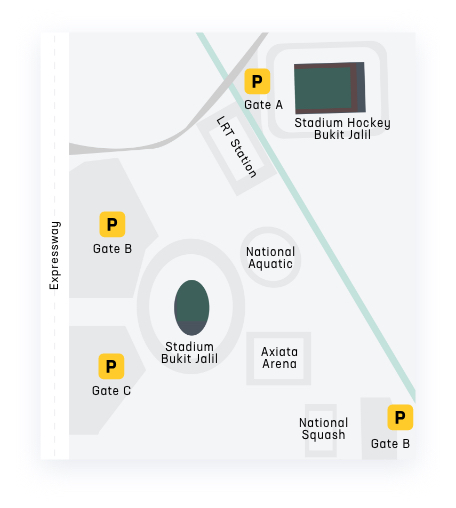 P
Gate A
Stadium Hockey
Bukit Jalil
LRT Station
P
Gate B
Expressway
National
Aquatic
Stadium
Bukit Jalil
Axiata
Arena
P
Gate C
National
Squash
P
Gate B